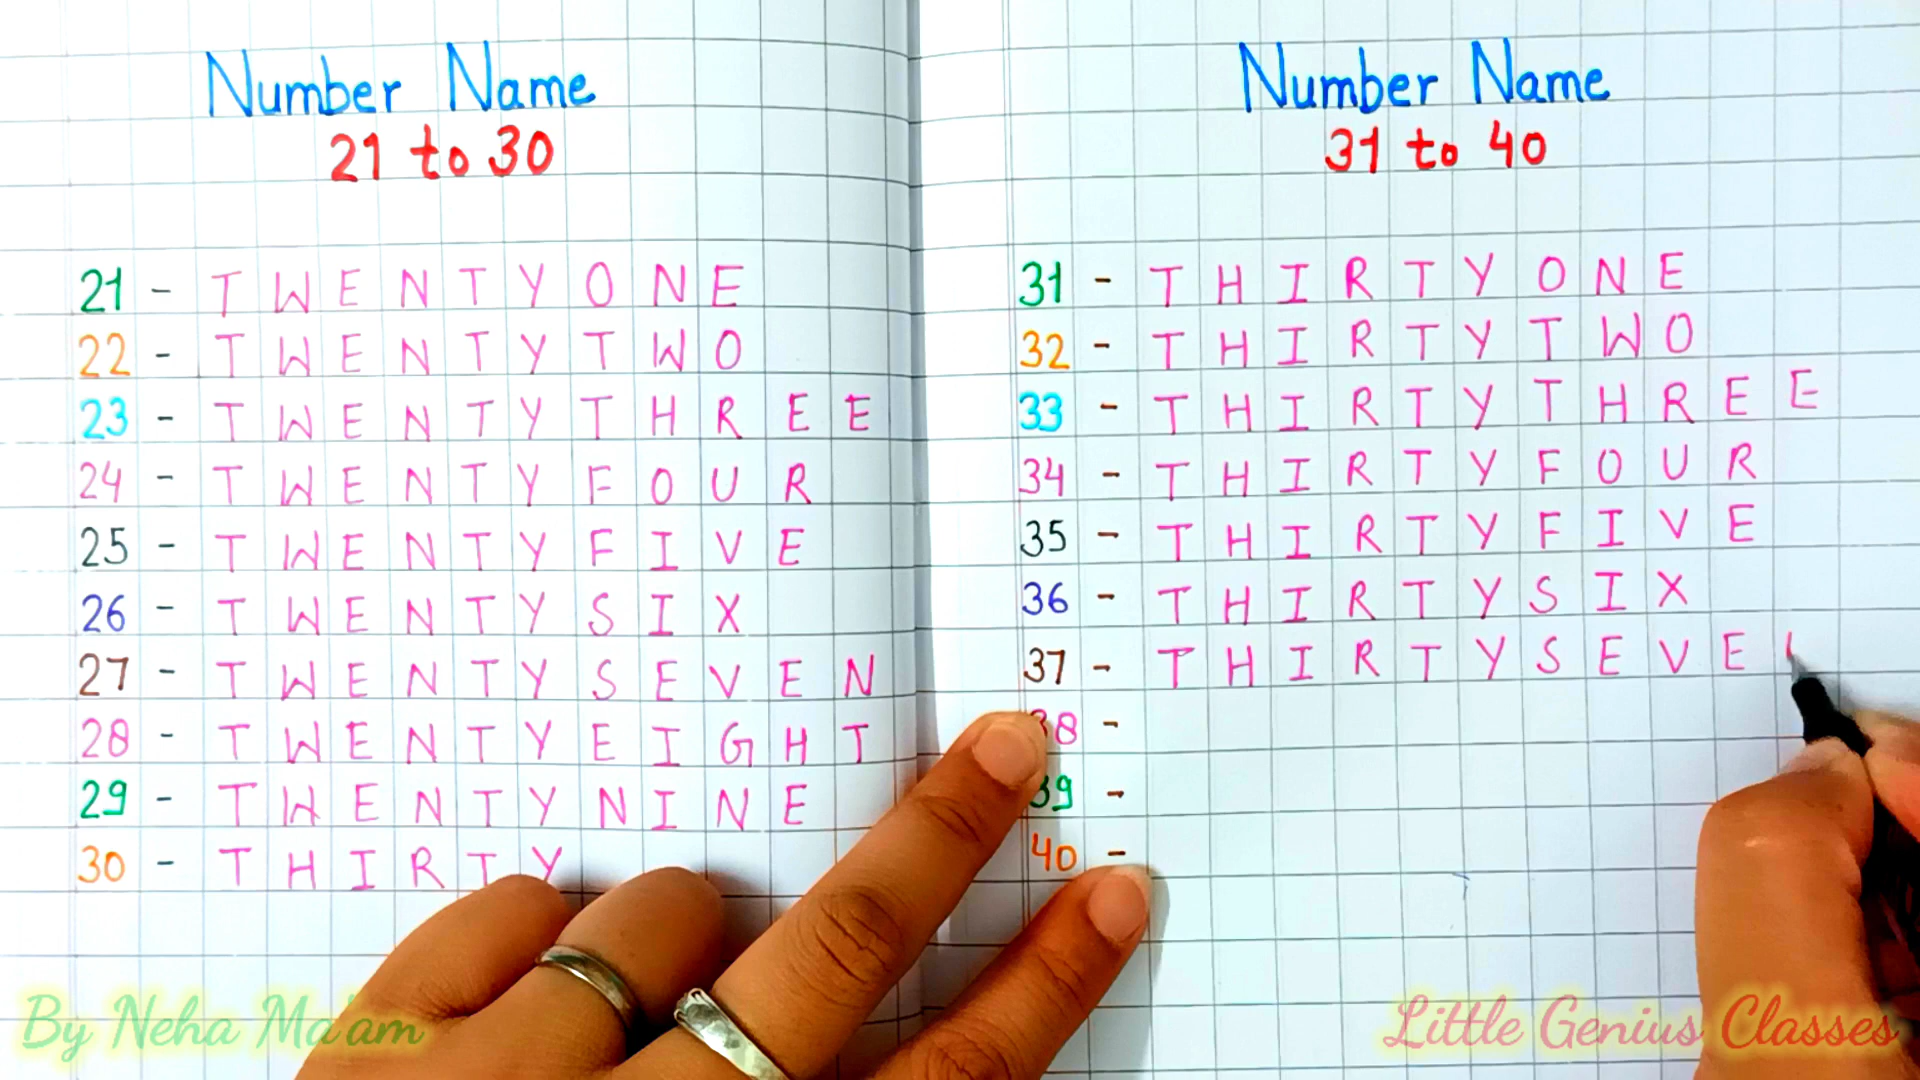 Number Name
21 to 30
21 - TWENTYONE
22 - TWENTYTWO
23 - TWENTYTHREE
24 - TWENTYFOUR
25 - TWENTYFIVE
26 - TWENTYSIX
27 - TWENTYSEVEN
28 - TWENTYEIGHT
29 - TWENTYNINE
30 - THIRTY
Number Name
31 to 40
31 - THIRTYONE
32 - THIRTYTWO
33 - THIRTYTHREE
34 - THIRTYFOUR
35 - THIRTYFIVE
36 - THIRTYSIX
37 - THIRTYSEVE
38 -
39 -
40 -
By Neha Ma'am
Little Genius Classes